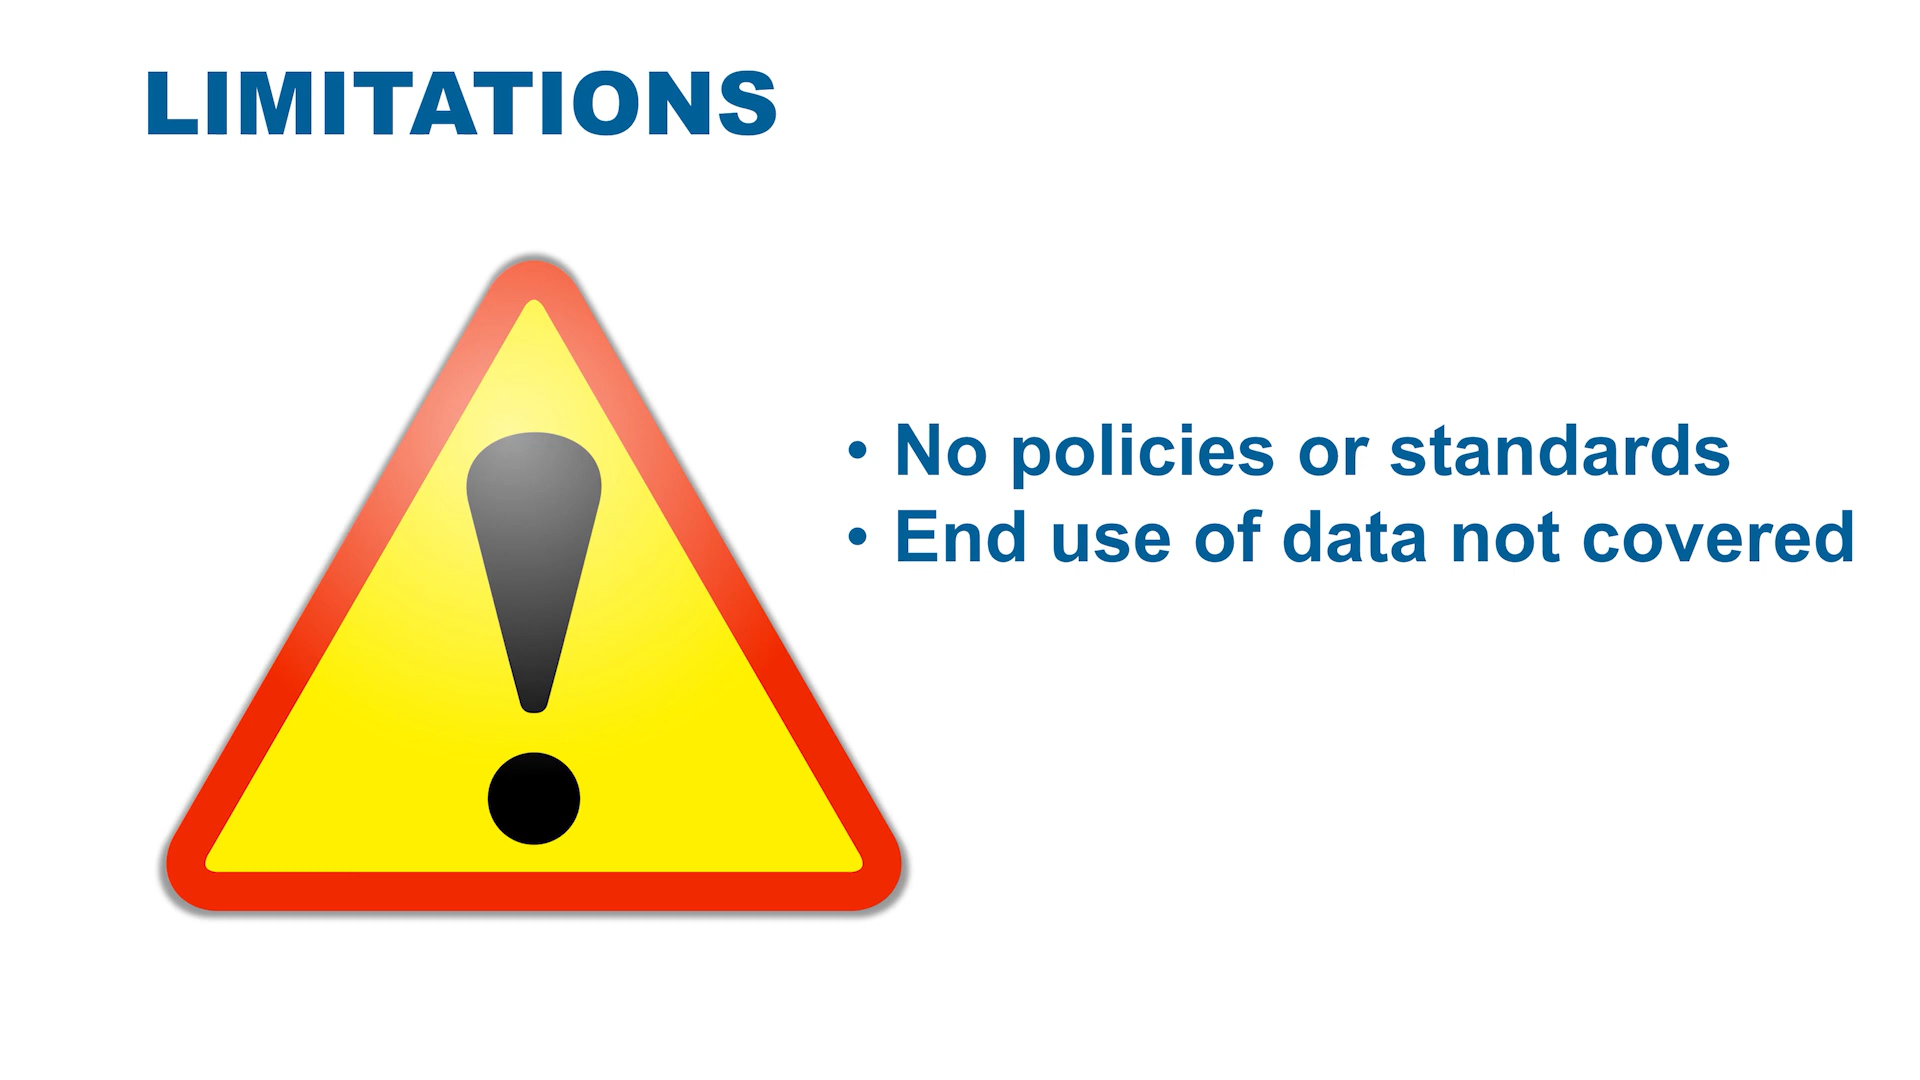 LIMITATIONS
• No policies or standards
• End use of data not covered